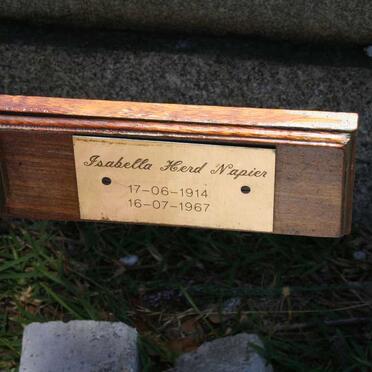 Isabella Herd Napier
17-06-1914
16-07-1967